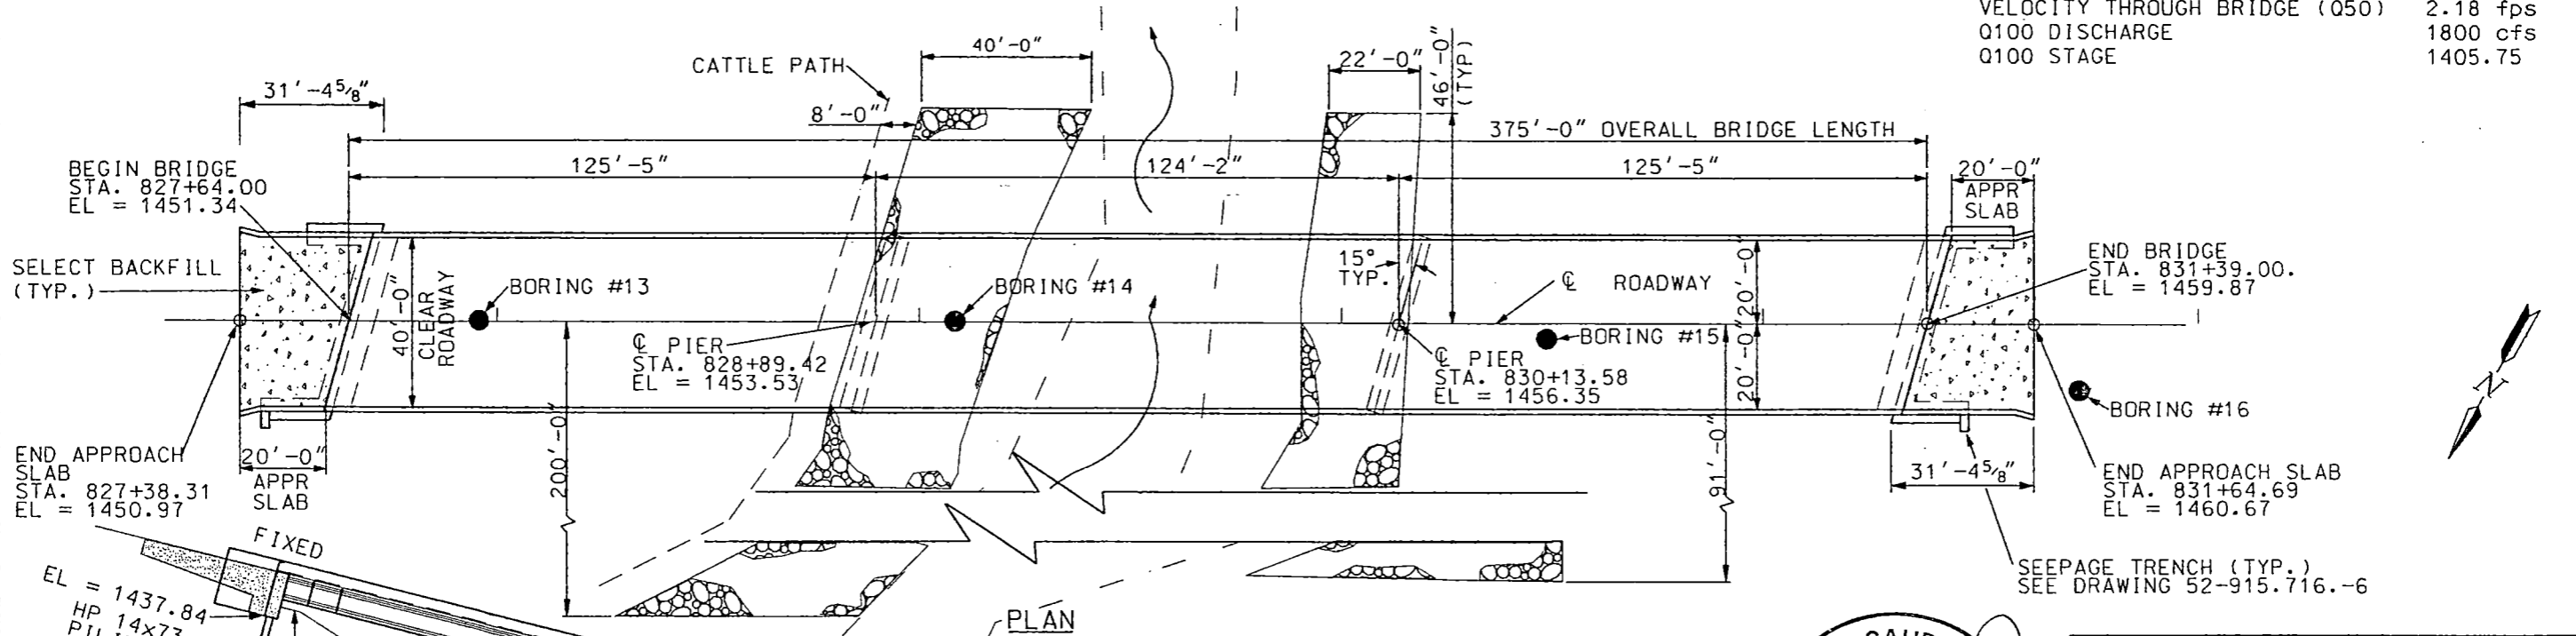 VELOCITY THROUGH BRIDGE (Q50) 2.18 fps
Q100 DISCHARGE 1800 cfs
Q100 STAGE 1405.75
CATTLE PATH
40'-0"
22'-0"
46'-0"
(TYP)
31'-4⅝"
8'-0"
375'-0" OVERALL BRIDGE LENGTH
BEGIN BRIDGE
STA. 827+64.00
EL = 1451.34
125'-5"
124'-2"
125'-5"
20'-0"
APPR
SLAB
SELECT BACKFILL
(TYP.)
40'-0"
CLEAR
ROADWAY
BORING #13
BORING #14
15°
TYP.
℄ ROADWAY
20'-0"
20'-0"
END BRIDGE
STA. 831+39.00.
EL = 1459.87
℄ PIER
STA. 828+89.42
EL = 1453.53
℄ PIER
STA. 830+13.58
EL = 1456.35
BORING #15
BORING #16
N
END APPROACH
SLAB
STA. 827+38.31
EL = 1450.97
20'-0"
APPR
SLAB
200'-0"
91'-0"
31'-4⅝"
END APPROACH SLAB
STA. 831+64.69
EL = 1460.67
SEEPAGE TRENCH (TYP.)
SEE DRAWING 52-915.716.-6
FIXED
EL = 1437.84
HP 14x73
PLAN